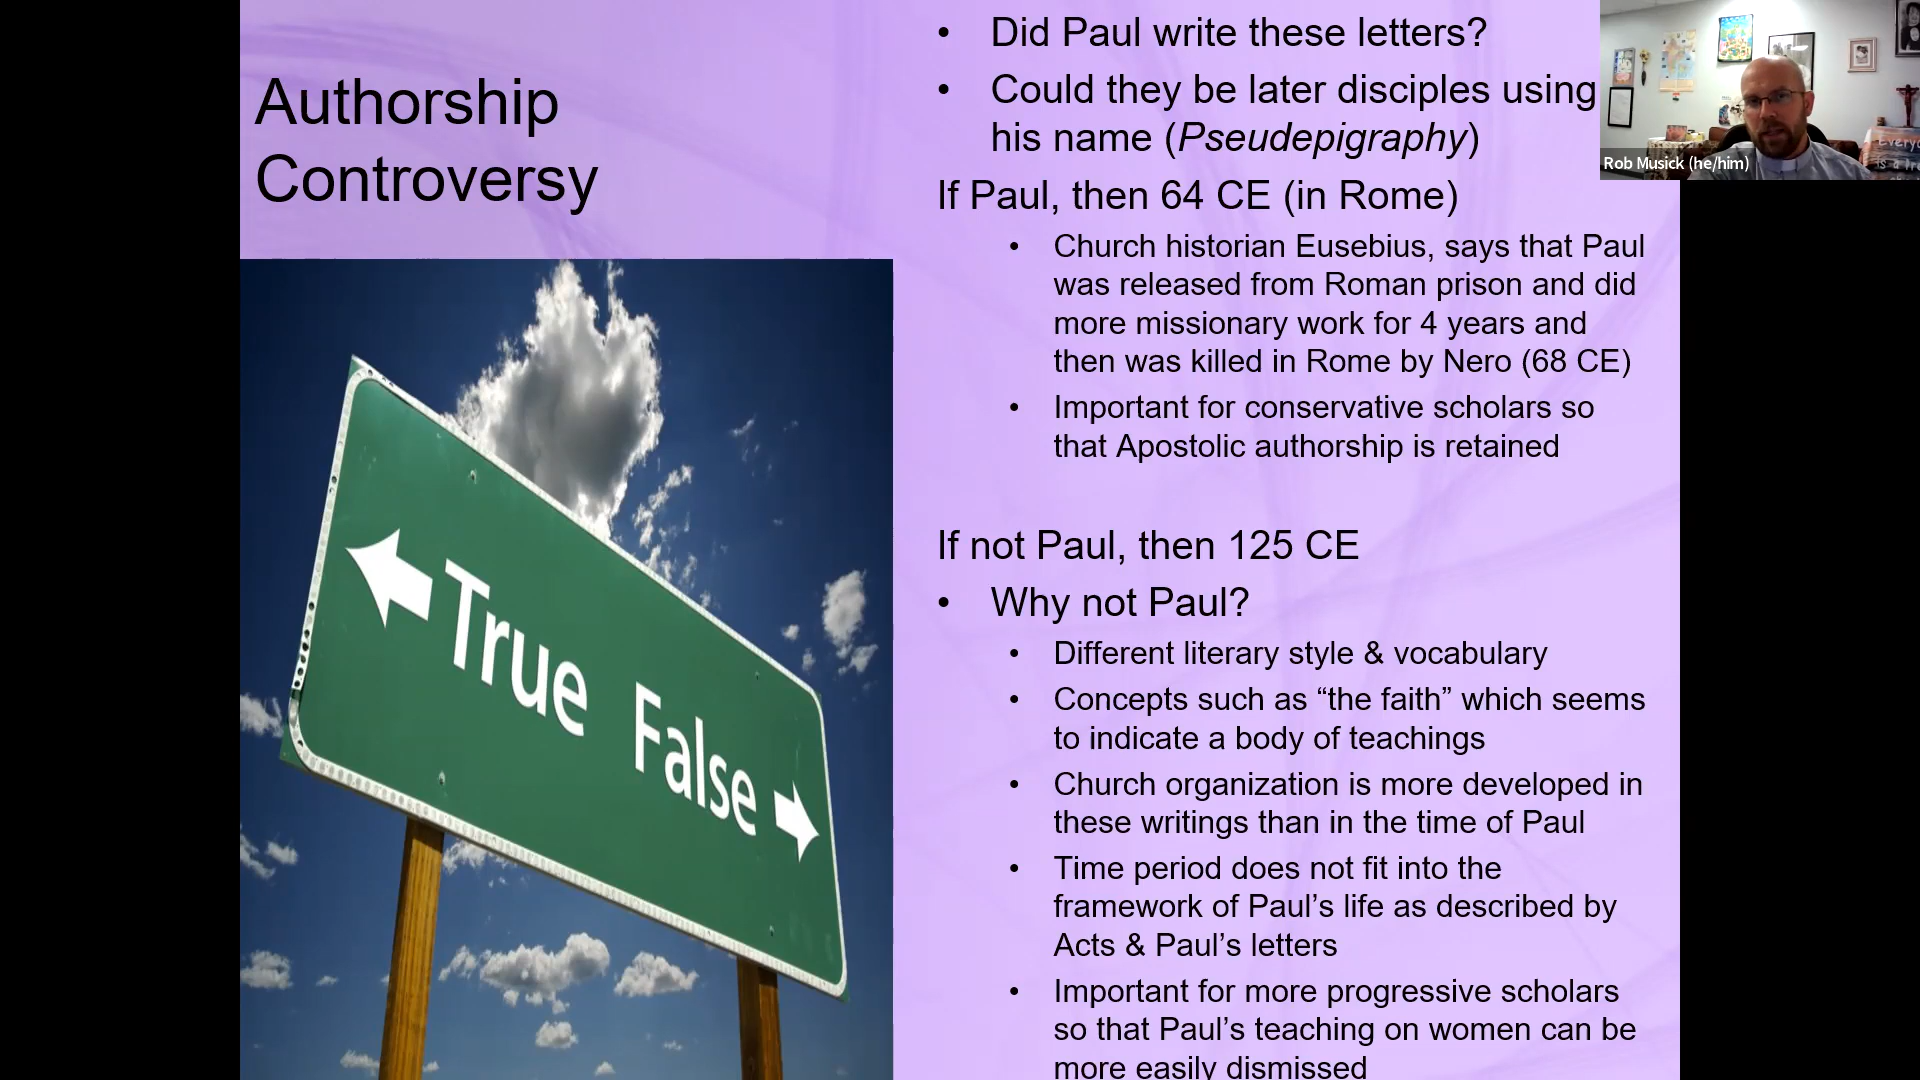 Authorship
Controversy
True
False
• Did Paul write these letters?
• Could they be later disciples using
his name (Pseudepigraphy)
If Paul, then 64 CE (in Rome)
• Church historian Eusebius, says that Paul
was released from Roman prison and did
more missionary work for 4 years and
then was killed in Rome by Nero (68 CE)
• Important for conservative scholars so
that Apostolic authorship is retained
If not Paul, then 125 CE
• Why not Paul?
• Different literary style & vocabulary
• Concepts such as “the faith” which seems
to indicate a body of teachings
• Church organization is more developed in
these writings than in the time of Paul
• Time period does not fit into the
framework of Paul’s life as described by
Acts & Paul’s letters
• Important for more progressive scholars
so that Paul’s teaching on women can be
more easily dismissed
Rob Musick (he/him)